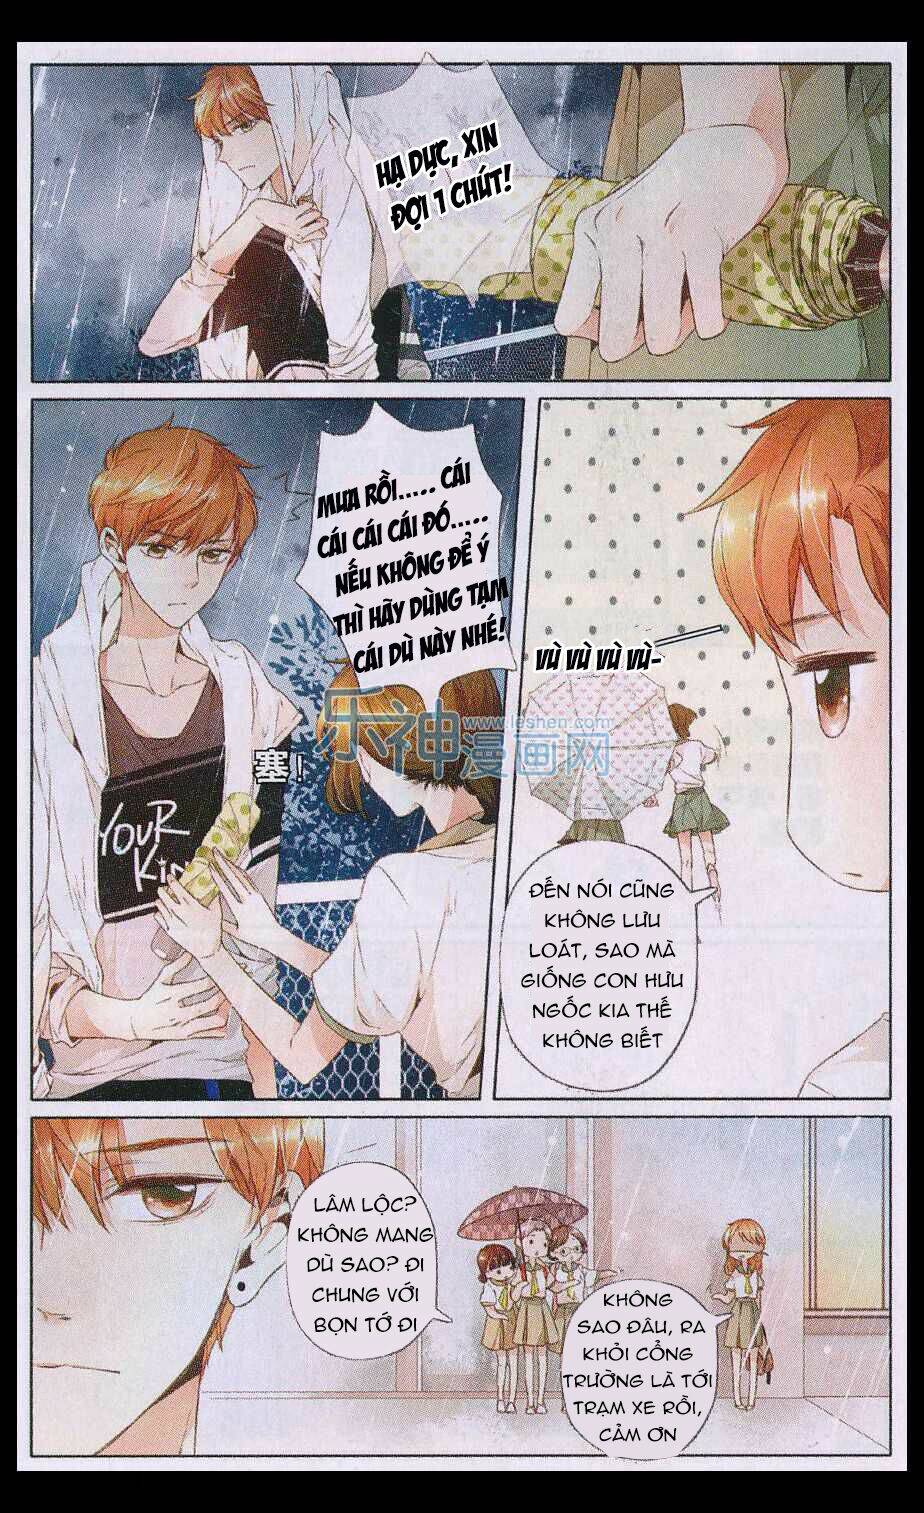 HẠ DỰC, XIN
ĐỢI 1 CHÚT!
MƯA RỒI..... CÁI
CÁI CÁI CÁI ĐÓ.....
NẾU KHÔNG ĐỂ Ý
THÌ HÃY DÙNG TẠM
CÁI DÙ NÀY NHÉ!
塞!
YOUR
KIN
VÙ VÙ VÙ VÙ-
乐神漫画网
www.leshen.com
ĐẾN NÓI CŨNG
KHÔNG LƯU
LOÁT, SAO MÀ
GIỐNG CON HƯU
NGỐC KIA THẾ
KHÔNG BIẾT
LÂM LỘC?
KHÔNG MANG
DÙ SAO? ĐI
CHUNG VỚI
BỌN TỚ ĐI
KHÔNG
SAO ĐÂU, RA
KHỎI CỔNG
TRƯỜNG LÀ TỚI
TRẠM XE RỒI,
CẢM ƠN